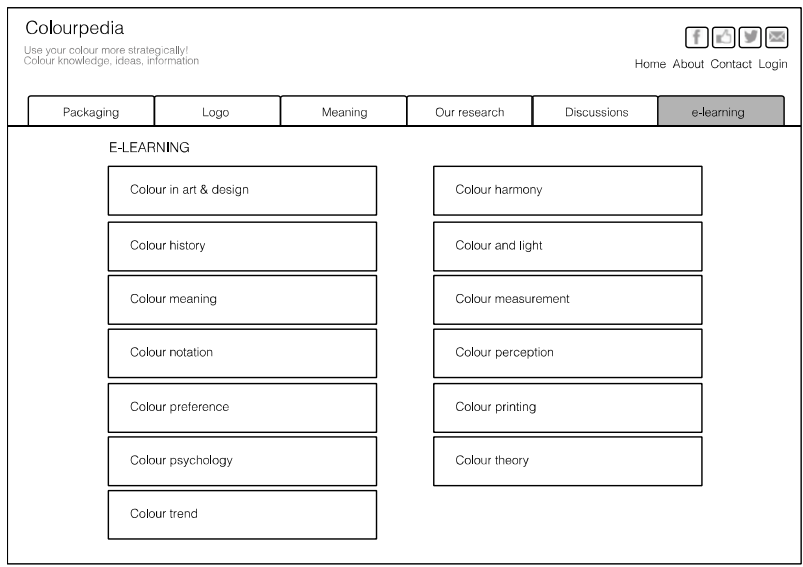 Colourpedia
Use your colour more strategically!
Colour knowledge, ideas, information
Home About Contact Login
Packaging Logo Meaning Our research Discussions e-learning
E-LEARNING
Colour in art & design
Colour history
Colour meaning
Colour notation
Colour preference
Colour psychology
Colour trend
Colour harmony
Colour and light
Colour measurement
Colour perception
Colour printing
Colour theory